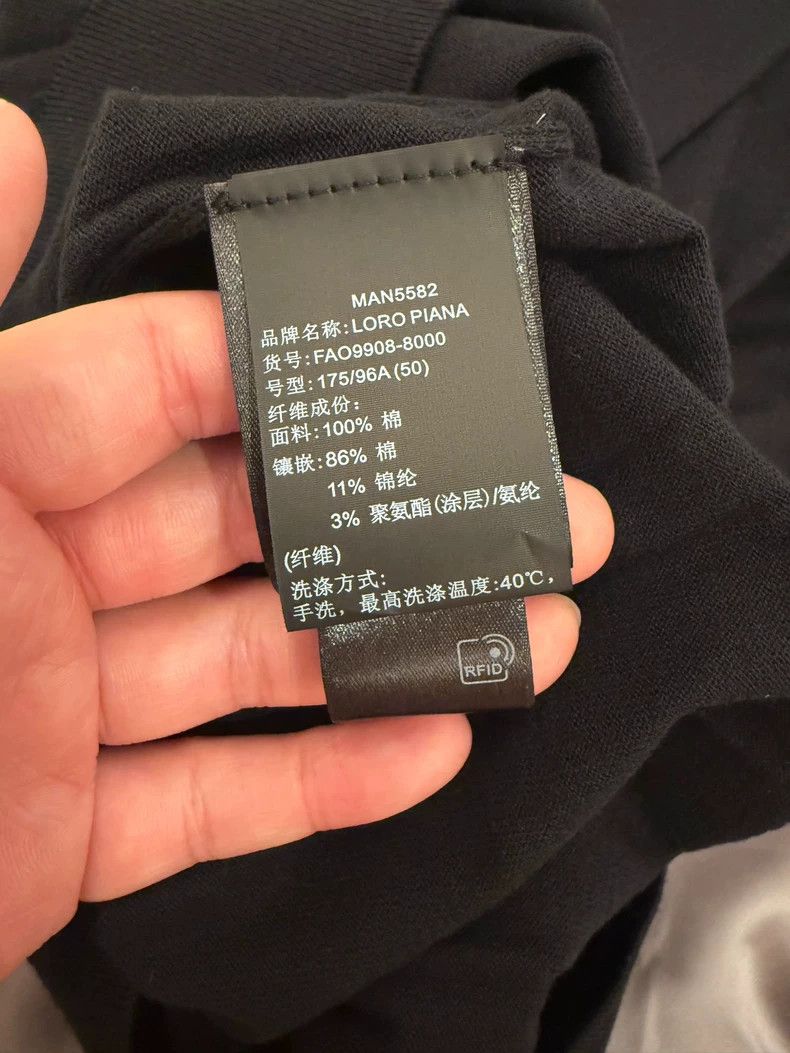 MAN5582
品牌名称:LORO PIANA
货号:FAO9908-8000
号型:175/96A(50)
纤维成份:
面料:100% 棉
镶嵌:86% 棉
11% 锦纶
3% 聚氨酯(涂层)/氨纶
(纤维)
洗涤方式:
手洗，最高洗涤温度:40℃，
RFID